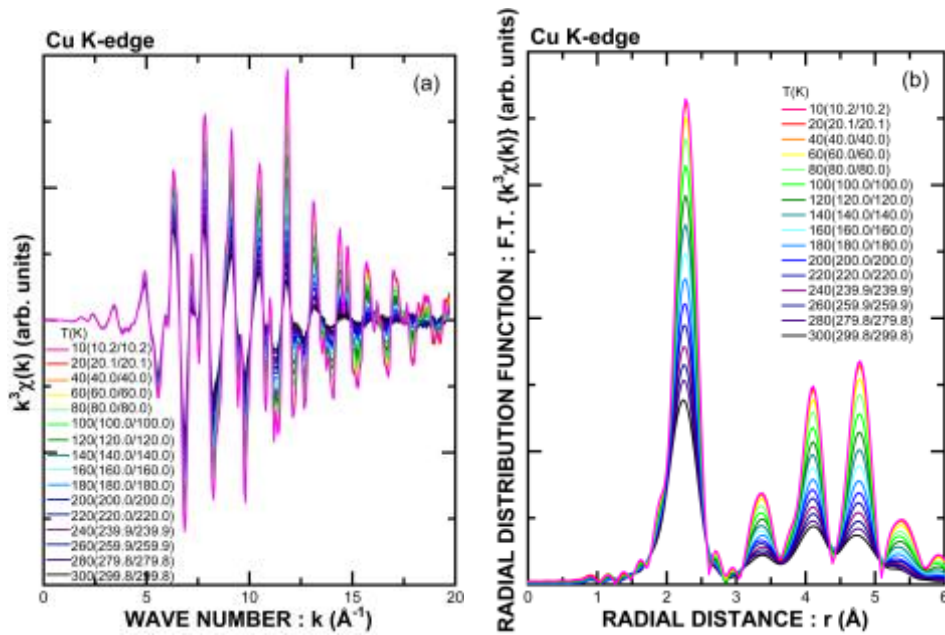 Cu K-edge
(a)
k³χ(k) (arb. units)
T(K)
10(10.2/10.2)
20(20.1/20.1)
40(40.0/40.0)
60(60.0/60.0)
80(80.0/80.0)
100(100.0/100.0)
120(120.0/120.0)
140(140.0/140.0)
160(160.0/160.0)
180(180.0/180.0)
200(200.0/200.0)
220(220.0/220.0)
240(239.9/239.9)
260(259.9/259.9)
280(279.8/279.8)
300(299.8/299.8)
0 5 10 15 20
WAVE NUMBER : k (Å⁻¹)
Cu K-edge
(b)
RADIAL DISTRIBUTION FUNCTION : F.T. {k³χ(k)} (arb. units)
T(K)
10(10.2/10.2)
20(20.1/20.1)
40(40.0/40.0)
60(60.0/60.0)
80(80.0/80.0)
100(100.0/100.0)
120(120.0/120.0)
140(140.0/140.0)
160(160.0/160.0)
180(180.0/180.0)
200(200.0/200.0)
220(220.0/220.0)
240(239.9/239.9)
260(259.9/259.9)
280(279.8/279.8)
300(299.8/299.8)
0 1 2 3 4 5 6
RADIAL DISTANCE : r (Å)